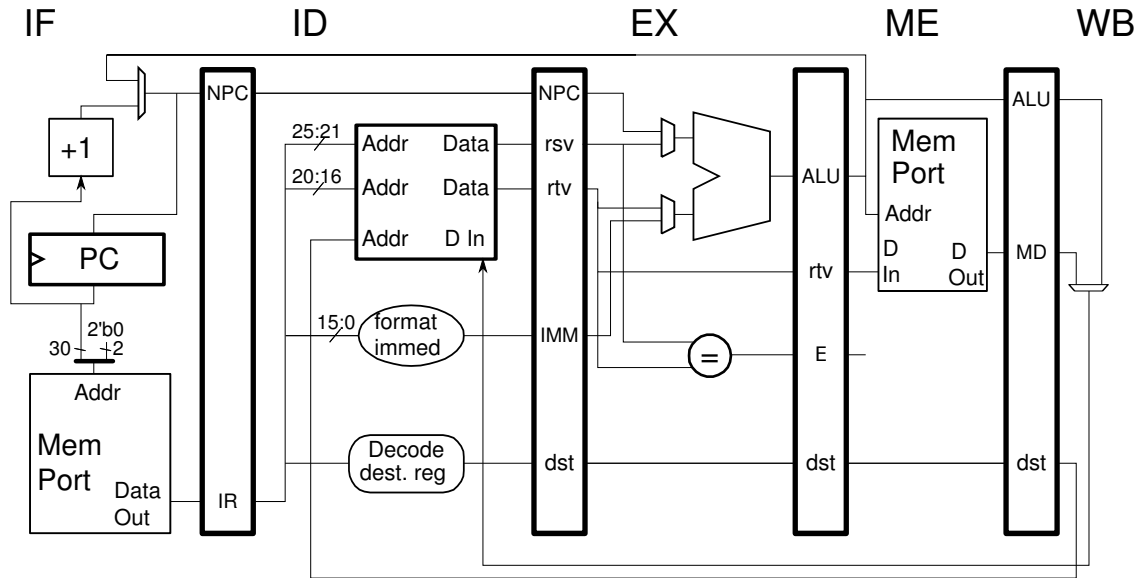 IF ID EX ME WB
NPC NPC ALU
+1
25:21 Addr Data rsv
Mem
Port
20:16 Addr Data rtv ALU
Addr
Addr D In
PC
D In
D Out
rtv MD
2'b0
30 2
15:0 format
immed
IMM
=
E
Addr
Mem
Port
Decode
dest. reg
dst dst dst
Data
Out
IR